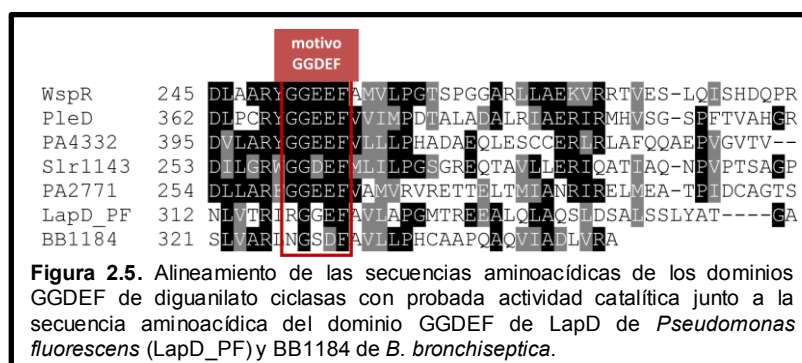 motivo
GGDEF
WspR 245 DLAARYGGEEFAMVLPGTSPGGARLLAEKVRRTVES-LQISHDQPR
PleD 362 DLPCRYGGEEFVVIMPDTALADALRIAERIRMHVSG-SPFTVAHGR
PA4332 395 DVLARYGGEEFVLLLPHADAEQLESCCERLRLAFQQAEPVGVTV--
Slr1143 253 DILGRWGGDEFMLILPGSGREQTAVLLERIQATIAQ-NPVPTSAGP
PA2771 254 DLLARFGGEEFVAMVRVRETTELTMIANRIRELMEA-TPIDCAGTS
LapD_PF 312 NLVTRIRGGEFAVLAPGMTREEALQLAQSLDSALSSLYAT----GA
BB1184 321 SLVARLNGSDFAVLLPHCAAPQAQVIADLVRA
Figura 2.5. Alineamiento de las secuencias aminoacídicas de los dominios
GGDEF de diguanilato ciclasas con probada actividad catalítica junto a la
secuencia aminoacídica del dominio GGDEF de LapD de Pseudomonas
fluorescens (LapD_PF) y BB1184 de B. bronchiseptica.